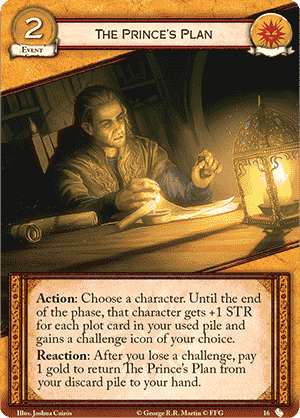 2
EVENT
THE PRINCE'S PLAN
Action: Choose a character. Until the end
of the phase, that character gets +1 STR
for each plot card in your used pile and
gains a challenge icon of your choice.
Reaction: After you lose a challenge, pay
1 gold to return The Prince's Plan from
your discard pile to your hand.
Illus. Joshua Cairós
© George R.R. Martin © FFG
16